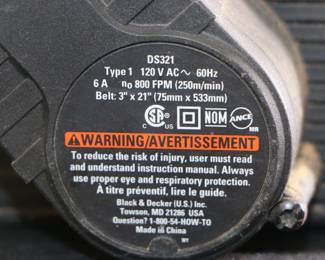 DS321
Type 1 120 V AC ~ 60Hz
6 A no 800 FPM (250m/min)
Belt: 3" x 21" (75mm x 533mm)
C SA ® C US NOM ANCE MR
⚠WARNING/AVERTISSEMENT
To reduce the risk of injury, user must read
and understand instruction manual. Always
use proper eye and respiratory protection.
À titre préventif, lire le guide.
Black & Decker (U.S.) Inc.
Towson, MD 21286 USA
Question? 1-800-54-HOW-TO
Made in China